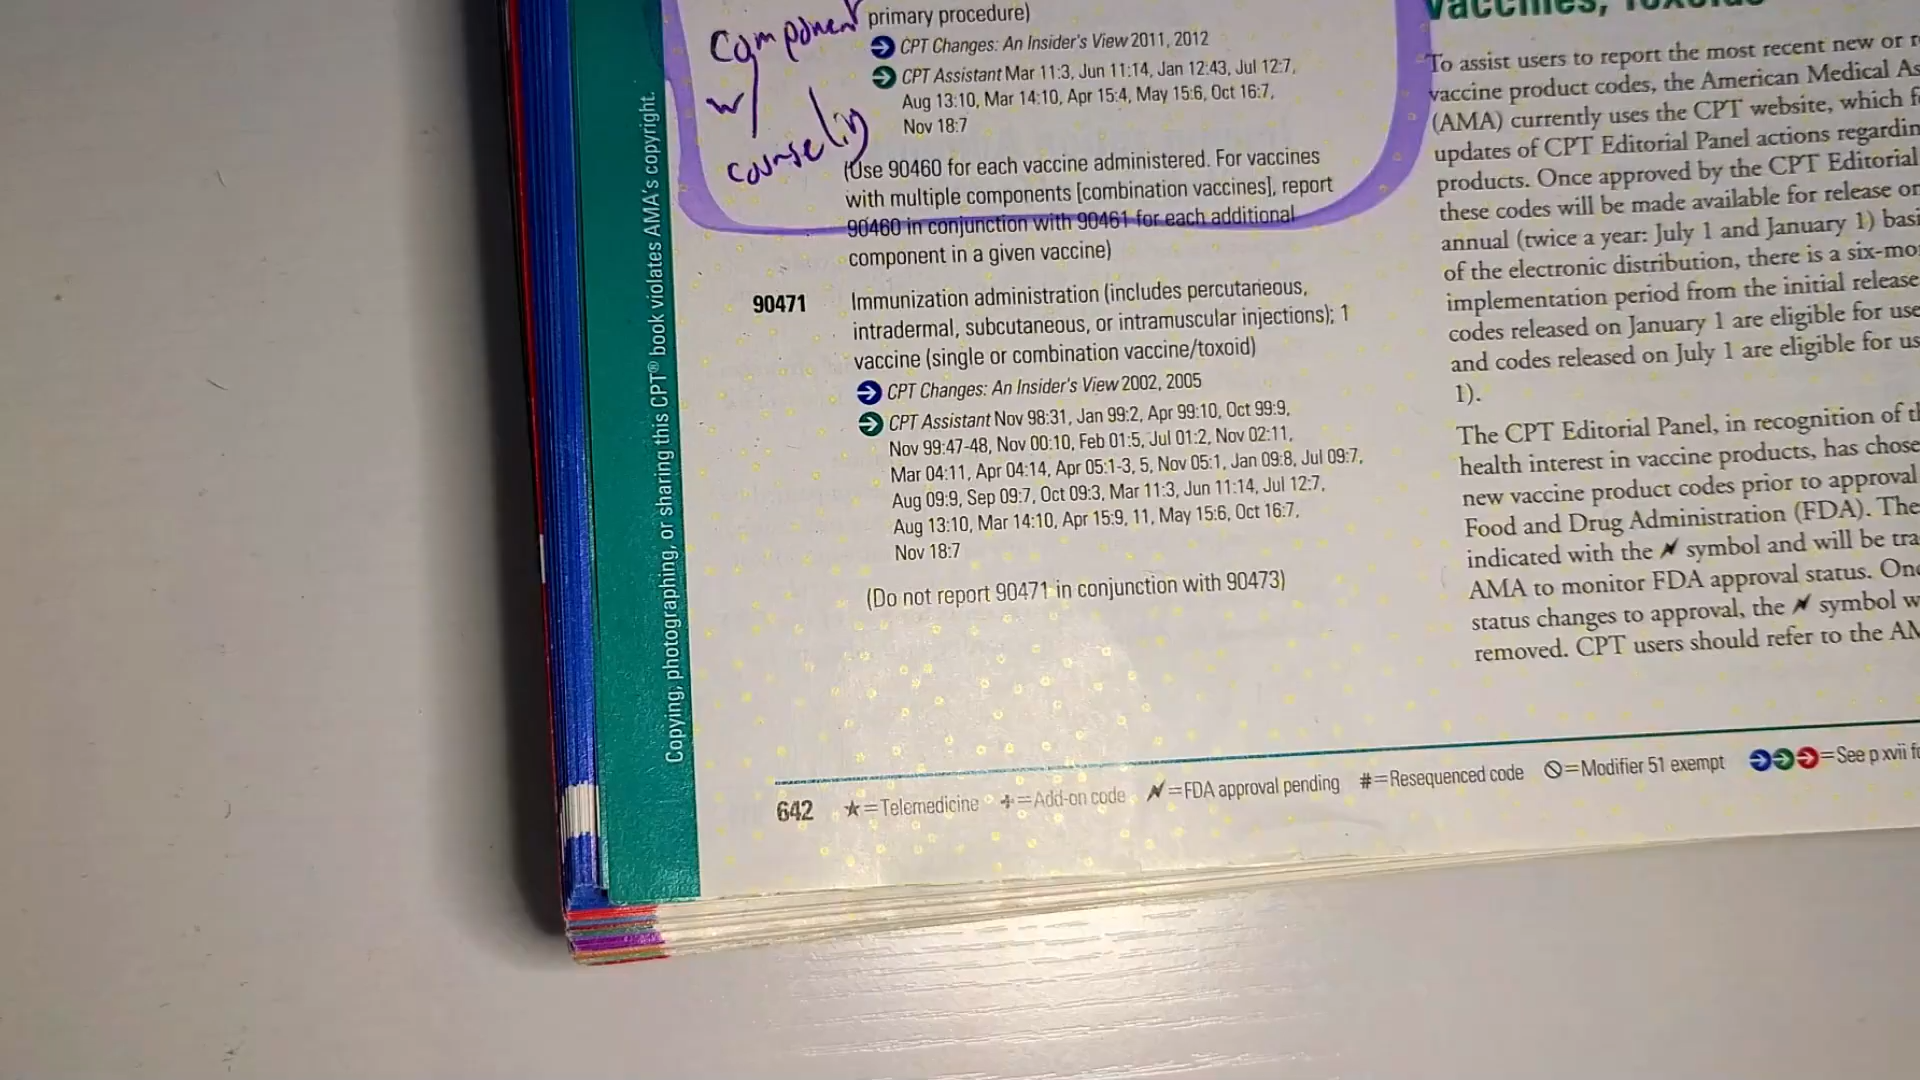 component
w/
counseling
primary procedure)
CPT Changes: An Insider's View 2011, 2012
CPT Assistant Mar 11:3, Jun 11:14, Jan 12:43, Jul 12:7,
Aug 13:10, Mar 14:10, Apr 15:4, May 15:6, Oct 16:7,
Nov 18:7
(Use 90460 for each vaccine administered. For vaccines
with multiple components [combination vaccines], report
90460 in conjunction with 90461 for each additional
component in a given vaccine)
90471 Immunization administration (includes percutaneous,
intradermal, subcutaneous, or intramuscular injections); 1
vaccine (single or combination vaccine/toxoid)
CPT Changes: An Insider's View 2002, 2005
CPT Assistant Nov 98:31, Jan 99:2, Apr 99:10, Oct 99:9,
Nov 99:47-48, Nov 00:10, Feb 01:5, Jul 01:2, Nov 02:11,
Mar 04:11, Apr 04:14, Apr 05:1-3, 5, Nov 05:1, Jan 09:8, Jul 09:7,
Aug 09:9, Sep 09:7, Oct 09:3, Mar 11:3, Jun 11:14, Jul 12:7,
Aug 13:10, Mar 14:10, Apr 15:9, 11, May 15:6, Oct 16:7,
Nov 18:7
(Do not report 90471 in conjunction with 90473)
Vaccines,
To assist users to report the most recent new or
vaccine product codes, the American Medical
(AMA) currently uses the CPT website, which
updates of CPT Editorial Panel actions
products. Once approved by the CPT Editorial
these codes will be made available for release
annual (twice a year: July 1 and January 1)
of the electronic distribution, there is a
implementation period from the initial release
codes released on January 1 are eligible for
and codes released on July 1 are eligible for
1).
The CPT Editorial Panel, in recognition of
health interest in vaccine products, has
new vaccine product codes prior to approval
Food and Drug Administration (FDA). The
indicated with the symbol and will be
AMA to monitor FDA approval status.
status changes to approval, the symbol
removed. CPT users should refer to the
642 ★=Telemedicine +=Add-on code =FDA approval pending #=Resequenced code =Modifier 51 exempt =See p xvii
Copying, photographing, or sharing this CPT® book violates AMA's copyright.